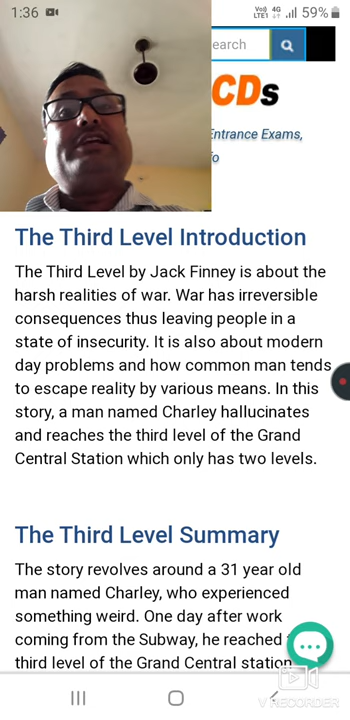 1:36 Vo)) 4G LTE1 59%
earch
CDs
Entrance Exams,
The Third Level Introduction
The Third Level by Jack Finney is about the
harsh realities of war. War has irreversible
consequences thus leaving people in a
state of insecurity. It is also about modern
day problems and how common man tends
to escape reality by various means. In this
story, a man named Charley hallucinates
and reaches the third level of the Grand
Central Station which only has two levels.
The Third Level Summary
The story revolves around a 31 year old
man named Charley, who experienced
something weird. One day after work
coming from the Subway, he reached
third level of the Grand Central station
V RECORDER